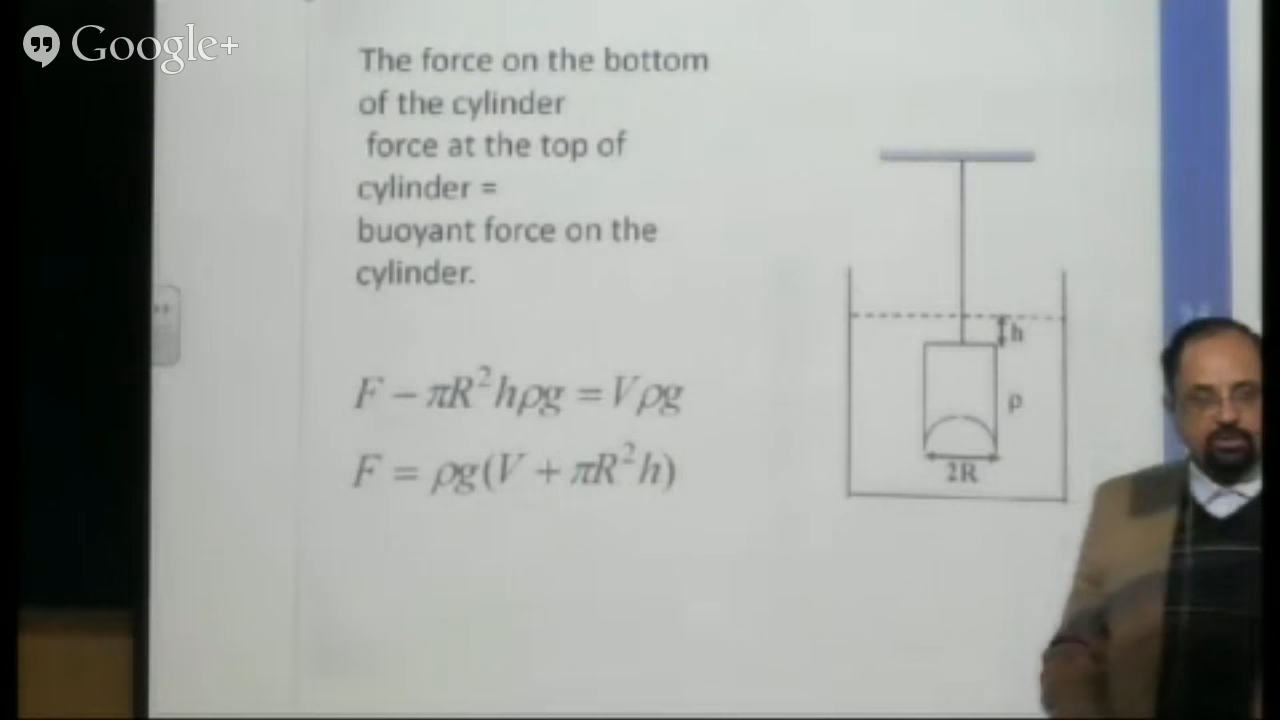 Google+
The force on the bottom
of the cylinder
force at the top of
cylinder =
buoyant force on the
cylinder.
F − πR²hρg = Vρg
F = ρg(V + πR²h)
h
ρ
2R